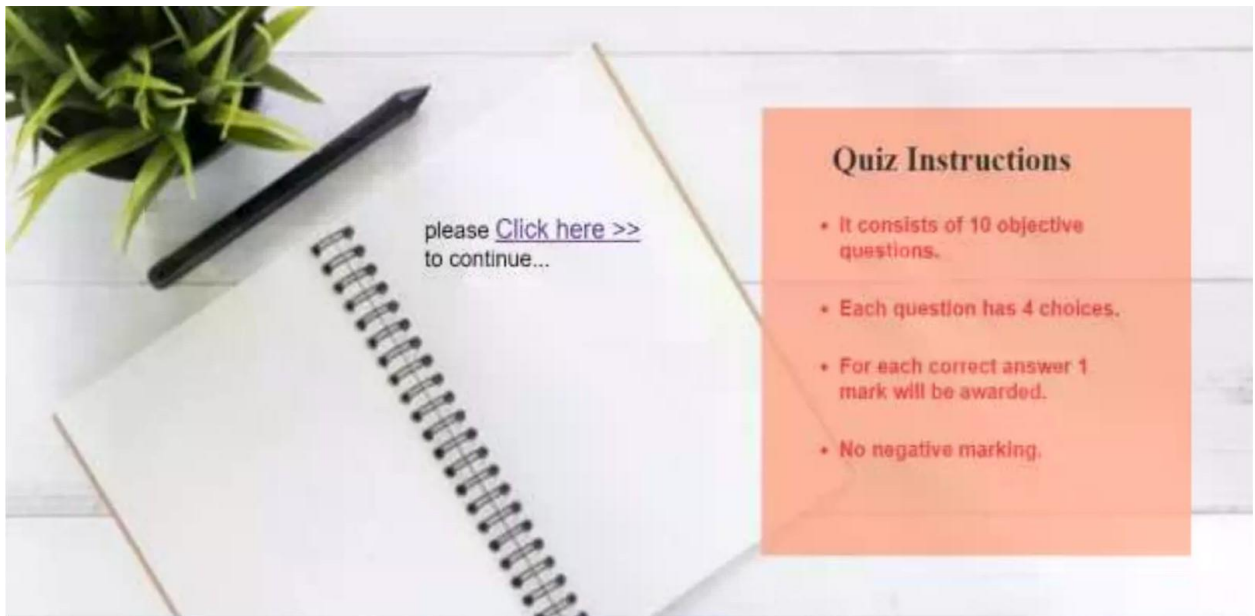 please Click here >>
to continue...
Quiz Instructions
• It consists of 10 objective
questions.
• Each question has 4 choices.
• For each correct answer 1
mark will be awarded.
• No negative marking.